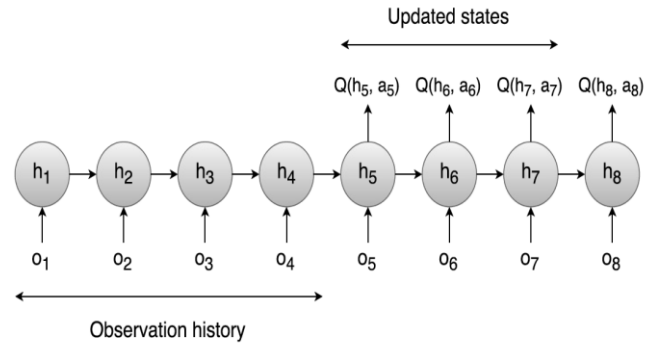 Updated states
Q(h₅, a₅) Q(h₆, a₆) Q(h₇, a₇) Q(h₈, a₈)
h₁ h₂ h₃ h₄ h₅ h₆ h₇ h₈
o₁ o₂ o₃ o₄ o₅ o₆ o₇ o₈
Observation history